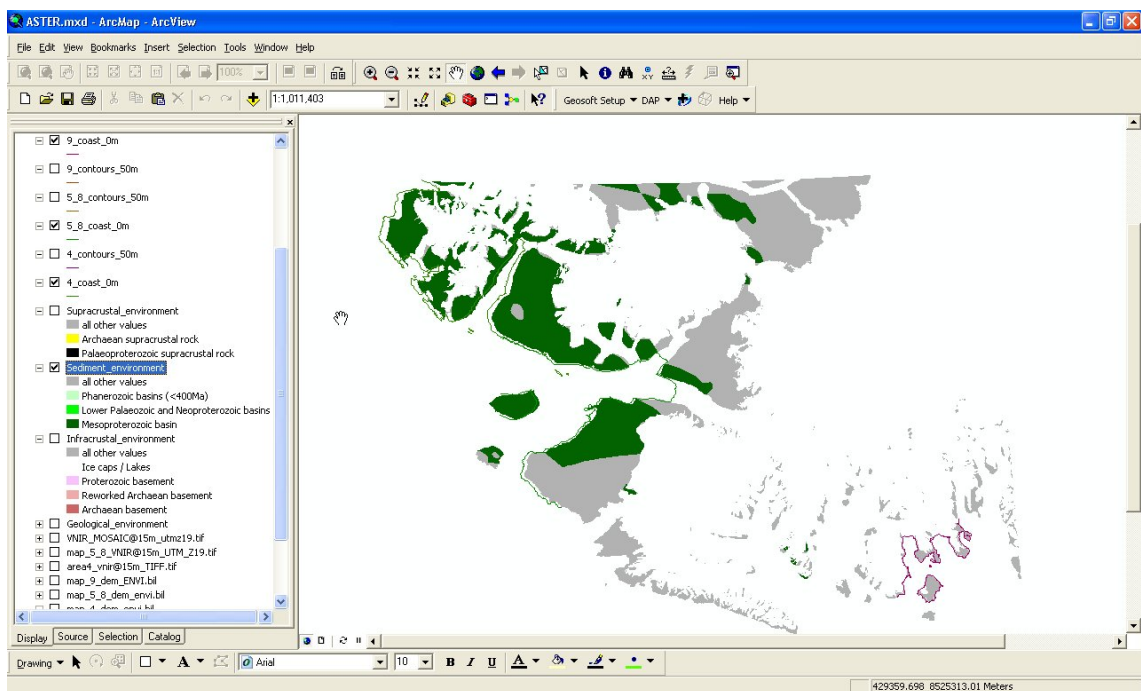 ASTER.mxd - ArcMap - ArcView
File Edit View Bookmarks Insert Selection Tools Window Help
100%
1:1,011,403 Geosoft Setup DAP Help
9_coast_0m
9_contours_50m
5_8_contours_50m
5_8_coast_0m
4_contours_50m
4_coast_0m
Supracrustal_environment
all other values
Archaean supracrustal rock
Palaeoproterozoic supracrustal rock
Sediment_environment
all other values
Phanerozoic basins (<400Ma)
Lower Palaeozoic and Neoproterozoic basins
Mesoproterozoic basin
Infracrustal_environment
all other values
Ice caps / Lakes
Proterozoic basement
Reworked Archaean basement
Archaean basement
Geological_environment
VNIR_MOSAIC@15m_utmz19.tif
map_5_8_VNIR@15m_UTM_Z19.tif
area4_vnir@15m_TIFF.tif
map_9_dem_ENVI.bil
map_5_8_dem_envi.bil
map_4_dem_envi.bil
Display Source Selection Catalog
Drawing A Arial 10 B I U A
429359.698 8525313.01 Meters